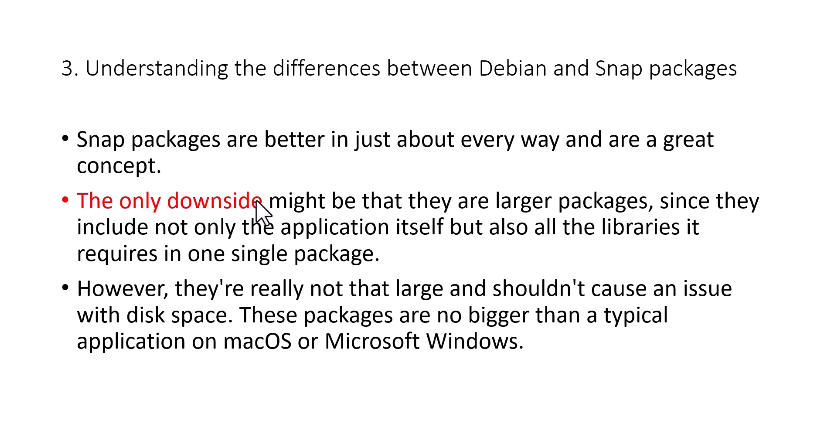 3. Understanding the differences between Debian and Snap packages
• Snap packages are better in just about every way and are a great
concept.
• The only downside might be that they are larger packages, since they
include not only the application itself but also all the libraries it
requires in one single package.
• However, they're really not that large and shouldn't cause an issue
with disk space. These packages are no bigger than a typical
application on macOS or Microsoft Windows.